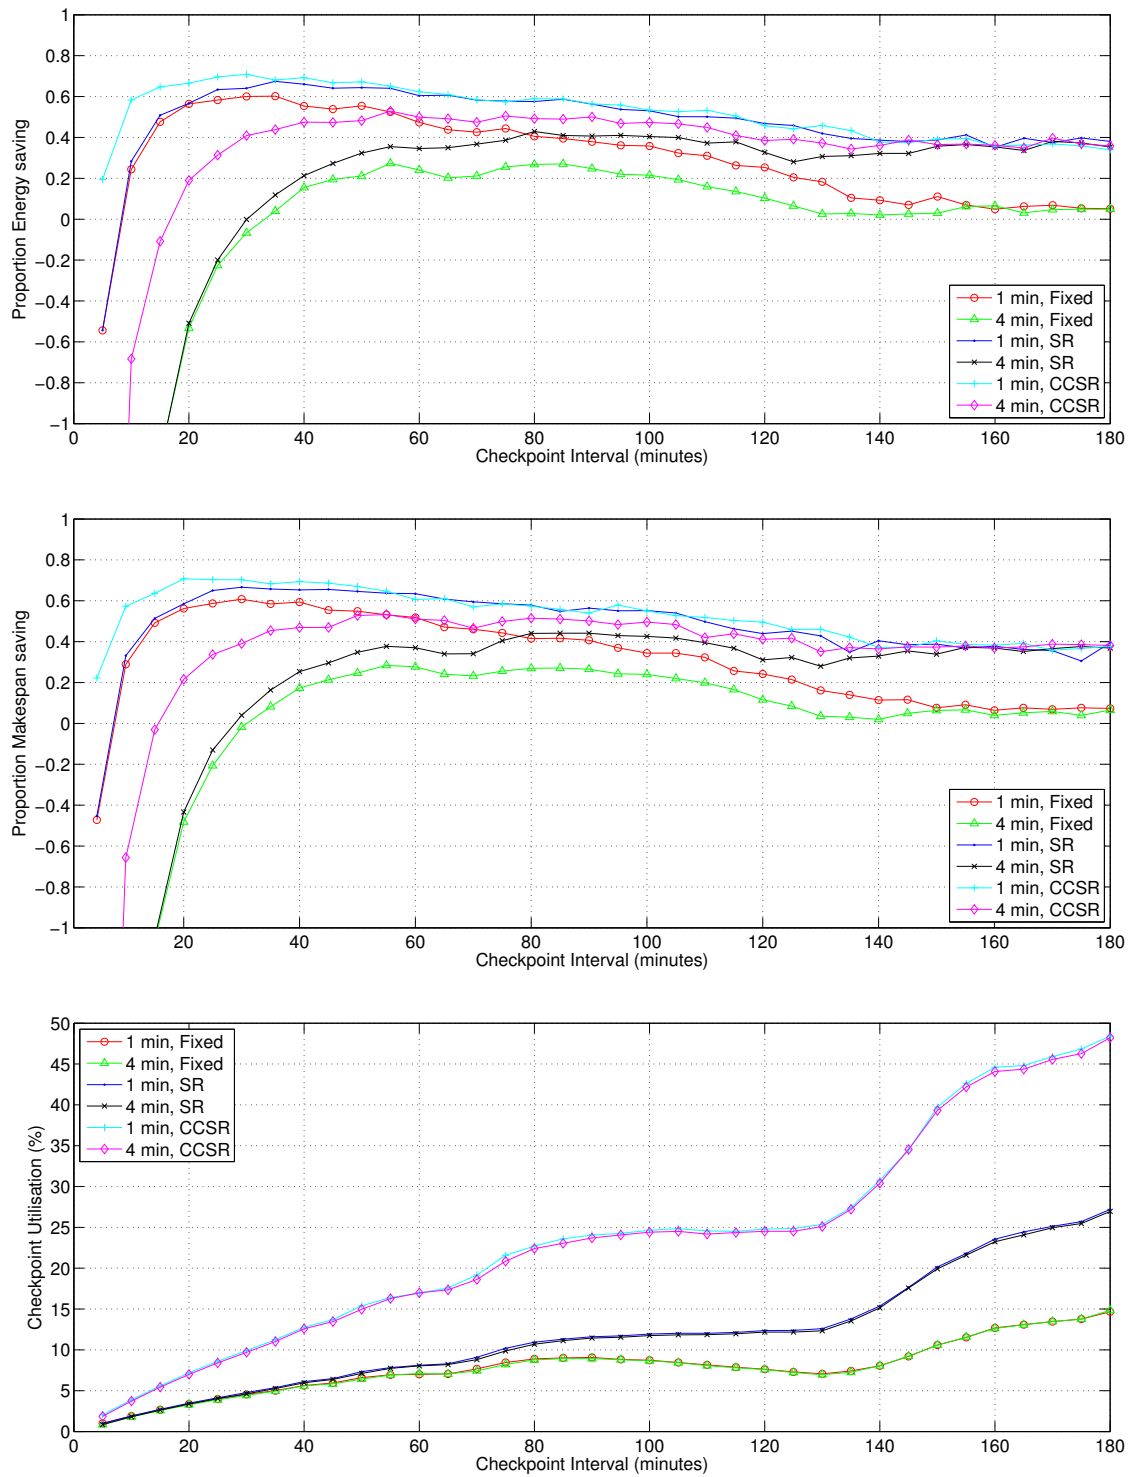 1
0.8
0.6
0.4
0.2
0
−0.2
−0.4
−0.6
−0.8
−1
Proportion Energy saving
1 min, Fixed
4 min, Fixed
1 min, SR
4 min, SR
1 min, CCSR
4 min, CCSR
0 20 40 60 80 100 120 140 160 180
Checkpoint Interval (minutes)
1
0.8
0.6
0.4
0.2
0
−0.2
−0.4
−0.6
−0.8
−1
Proportion Makespan saving
1 min, Fixed
4 min, Fixed
1 min, SR
4 min, SR
1 min, CCSR
4 min, CCSR
20 40 60 80 100 120 140 160 180
Checkpoint Interval (minutes)
50
45
40
35
30
25
20
15
10
5
0
Checkpoint Utilisation (%)
1 min, Fixed
4 min, Fixed
1 min, SR
4 min, SR
1 min, CCSR
4 min, CCSR
0 20 40 60 80 100 120 140 160 180
Checkpoint Interval (minutes)